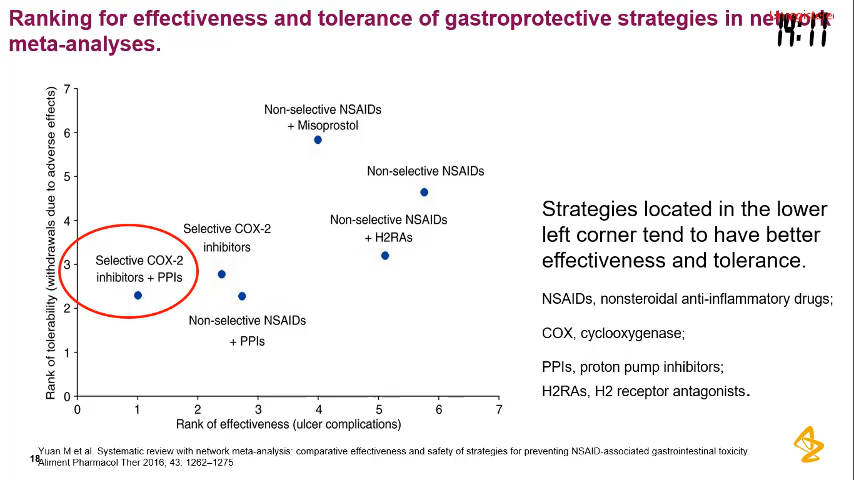 Ranking for effectiveness and tolerance of gastroprotective strategies in network
meta-analyses.
14:11
Rank of tolerability (withdrawals due to adverse effects)
7
6
5
4
3
2
1
0
Non-selective NSAIDs
+ Misoprostol
Non-selective NSAIDs
Non-selective NSAIDs
+ H2RAs
Selective COX-2
inhibitors
Selective COX-2
inhibitors + PPIs
Non-selective NSAIDs
+ PPIs
0 1 2 3 4 5 6 7
Rank of effectiveness (ulcer complications)
Strategies located in the lower
left corner tend to have better
effectiveness and tolerance.
NSAIDs, nonsteroidal anti-inflammatory drugs;
COX, cyclooxygenase;
PPIs, proton pump inhibitors;
H2RAs, H2 receptor antagonists.
18
Yuan M et al. Systematic review with network meta-analysis: comparative effectiveness and safety of strategies for preventing NSAID-associated gastrointestinal toxicity.
Aliment Pharmacol Ther 2016; 43: 1262–1275